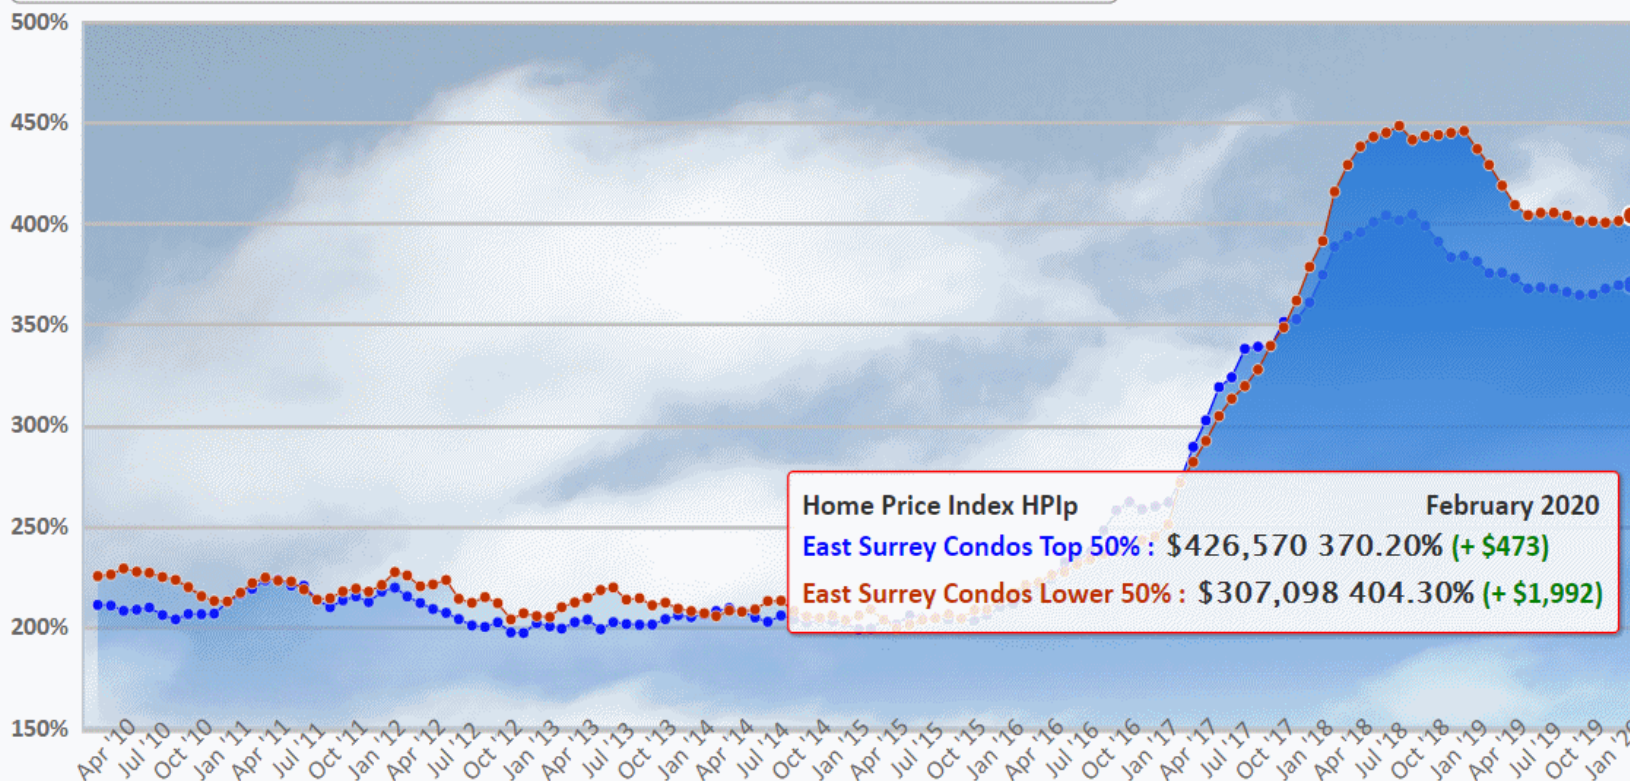 500%
450%
400%
350%
300%
250%
200%
150%
Home Price Index HPIp February 2020
East Surrey Condos Top 50% : $426,570 370.20% (+ $473)
East Surrey Condos Lower 50% : $307,098 404.30% (+ $1,992)
Apr '10 Jul '10 Oct '10 Jan '11 Apr '11 Jul '11 Oct '11 Jan '12 Apr '12 Jul '12 Oct '12 Jan '13 Apr '13 Jul '13 Oct '13 Jan '14 Apr '14 Jul '14 Oct '14 Jan '15 Apr '15 Jul '15 Oct '15 Jan '16 Apr '16 Jul '16 Oct '16 Jan '17 Apr '17 Jul '17 Oct '17 Jan '18 Apr '18 Jul '18 Oct '18 Jan '19 Apr '19 Jul '19 Oct '19 Jan